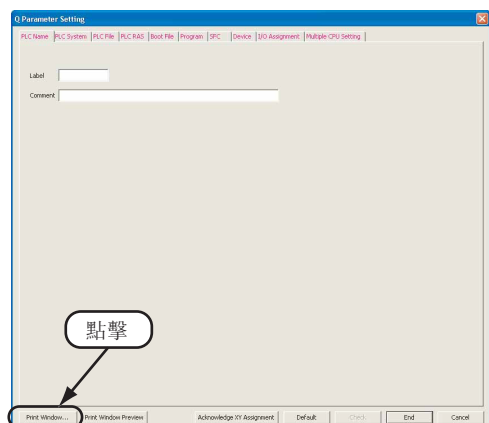 Q Parameter Setting
PLC Name PLC System PLC File PLC RAS Boot File Program SFC Device I/O Assignment Multiple CPU Setting
Label
Comment
點擊
Print Window... Print Window Preview Acknowledge XY Assignment Default Check End Cancel